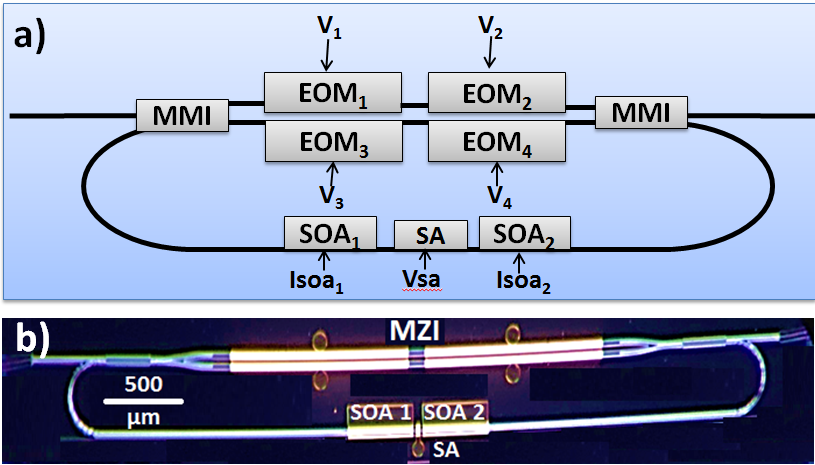 a)
V1 V2
EOM1 EOM2
MMI MMI
EOM3 EOM4
V3 V4
SOA1 SA SOA2
Isoa1 Vsa Isoa2
b)
MZI
500
µm
SOA 1 SOA 2
SA